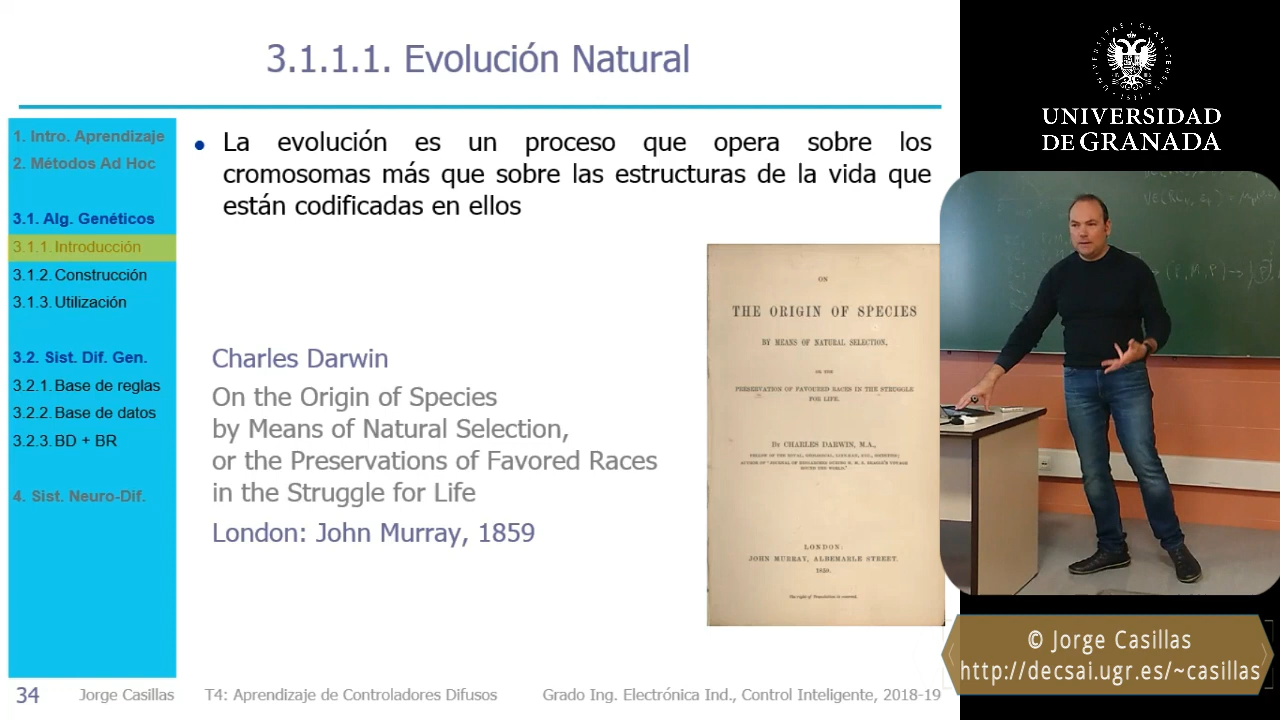 3.1.1.1. Evolución Natural
1. Intro. Aprendizaje
2. Métodos Ad Hoc
3.1. Alg. Genéticos
3.1.1. Introducción
3.1.2. Construcción
3.1.3. Utilización
3.2. Sist. Dif. Gen.
3.2.1. Base de reglas
3.2.2. Base de datos
3.2.3. BD + BR
4. Sist. Neuro-Dif.
• La evolución es un proceso que opera sobre los
cromosomas más que sobre las estructuras de la vida que
están codificadas en ellos
Charles Darwin
On the Origin of Species
by Means of Natural Selection,
or the Preservations of Favored Races
in the Struggle for Life
London: John Murray, 1859
ON
THE ORIGIN OF SPECIES
BY MEANS OF NATURAL SELECTION,
OR THE
PRESERVATION OF FAVOURED RACES IN THE STRUGGLE
FOR LIFE.
BY CHARLES DARWIN, M.A.,
LONDON:
JOHN MURRAY, ALBEMARLE STREET.
1859.
34 Jorge Casillas T4: Aprendizaje de Controladores Difusos Grado Ing. Electrónica Ind., Control Inteligente, 2018-19
UNIVERSIDAD
DE GRANADA
© Jorge Casillas
http://decsai.ugr.es/~casillas